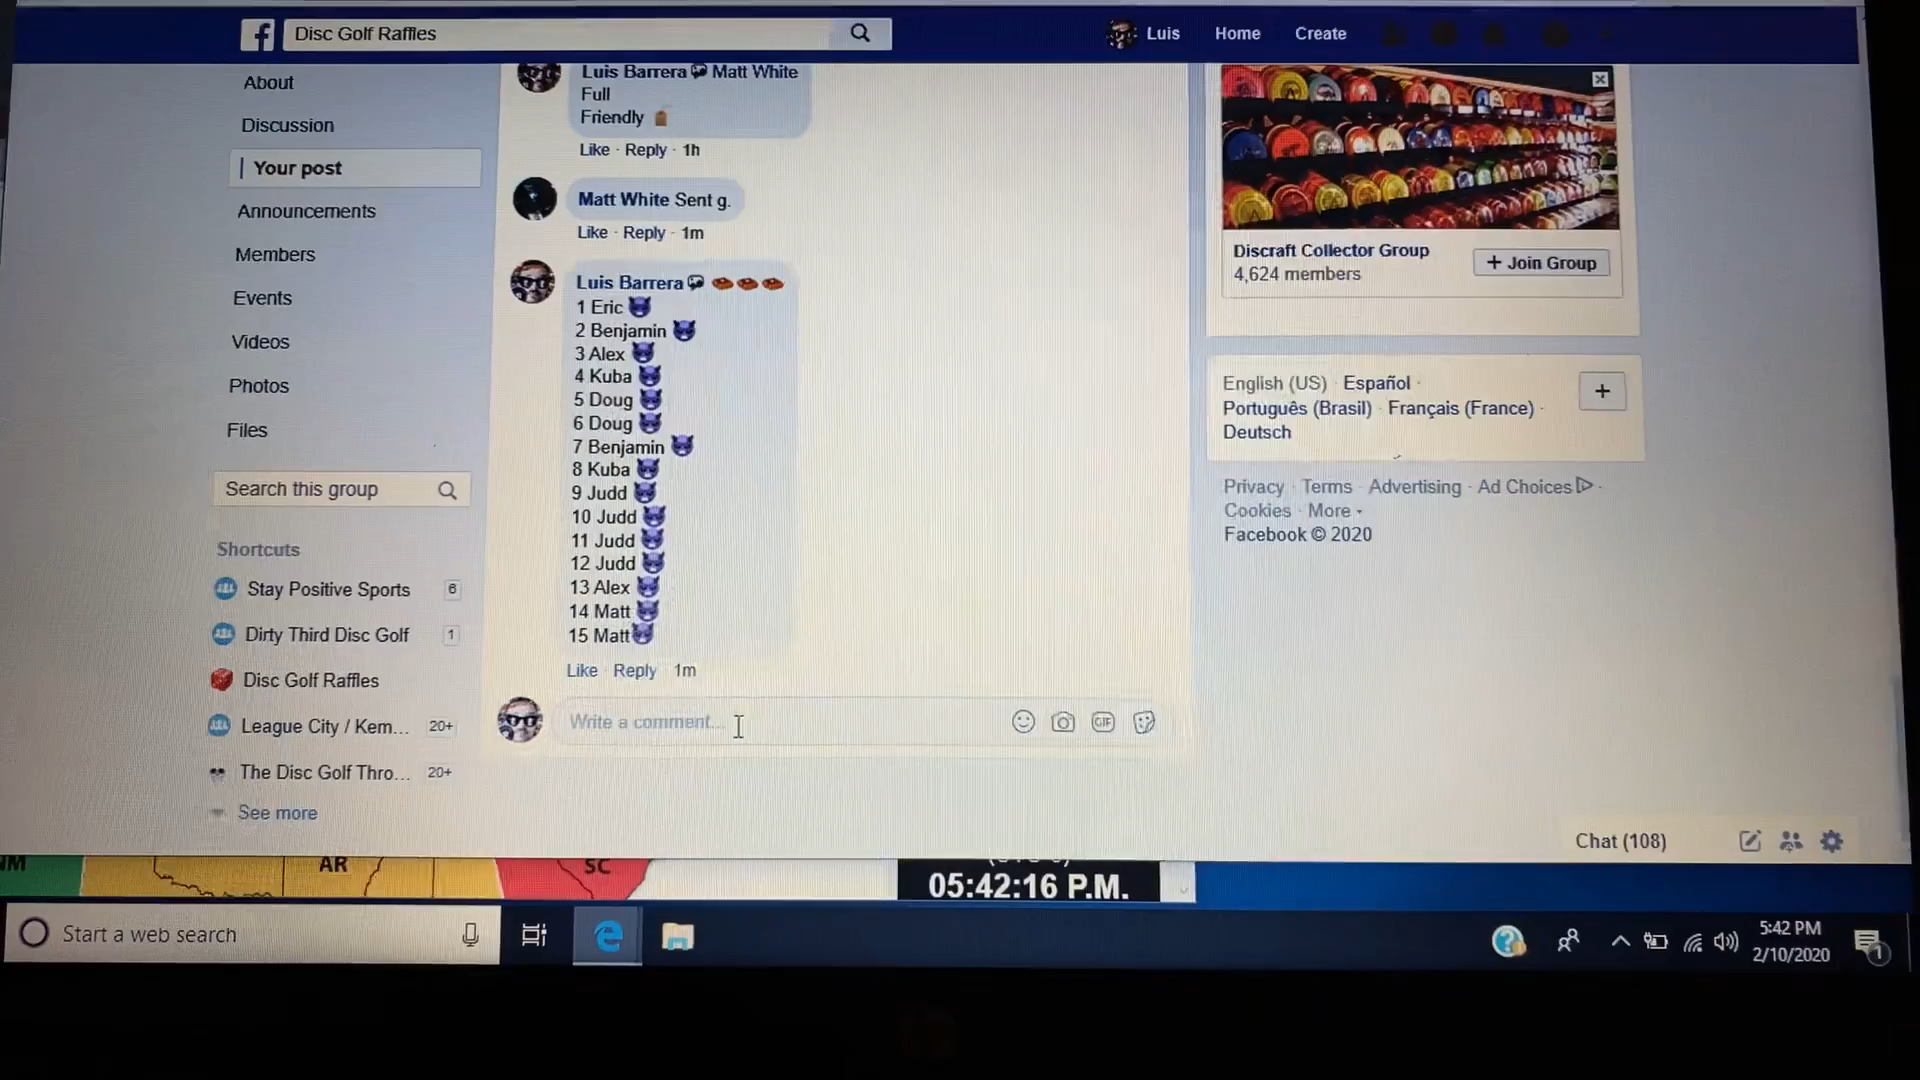 Disc Golf Raffles
Luis
Home
Create
About
Discussion
Your post
Announcements
Members
Events
Videos
Photos
Files
Search this group
Shortcuts
Stay Positive Sports 6
Dirty Third Disc Golf 1
Disc Golf Raffles
League City / Kem... 20+
The Disc Golf Thro... 20+
See more
Luis Barrera Matt White
Full
Friendly
Like · Reply · 1h
Matt White Sent g.
Like · Reply · 1m
Luis Barrera
1 Eric
2 Benjamin
3 Alex
4 Kuba
5 Doug
6 Doug
7 Benjamin
8 Kuba
9 Judd
10 Judd
11 Judd
12 Judd
13 Alex
14 Matt
15 Matt
Like · Reply · 1m
Write a comment...
GIF
Discraft Collector Group
4,624 members
+ Join Group
English (US) · Español ·
Português (Brasil) · Français (France) ·
Deutsch
Privacy · Terms · Advertising · Ad Choices ·
Cookies · More
Facebook © 2020
Chat (108)
NM
AR
SC
05:42:16 P.M.
Start a web search
5:42 PM
2/10/2020
1